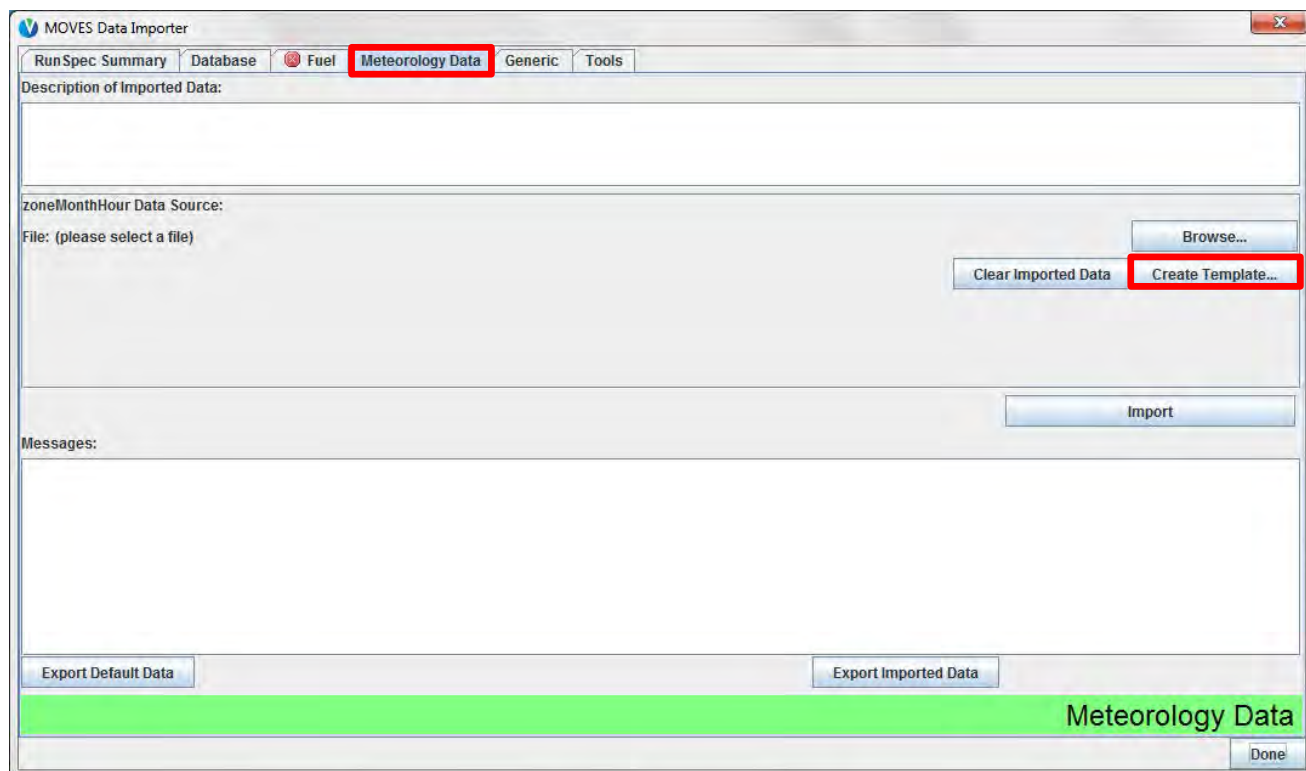 MOVES Data Importer
RunSpec Summary Database Fuel Meteorology Data Generic Tools
Description of Imported Data:
zoneMonthHour Data Source:
File: (please select a file) Browse...
Clear Imported Data Create Template...
Import
Messages:
Export Default Data Export Imported Data
Meteorology Data
Done